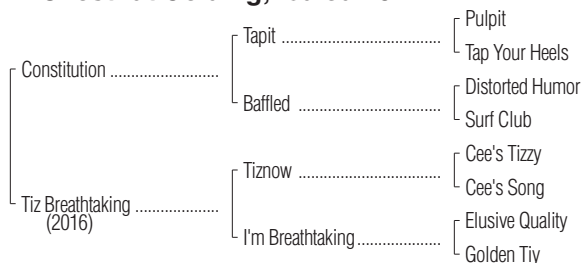 Pulpit
Tapit
Tap Your Heels
Constitution
Distorted Humor
Baffled
Surf Club
Cee's Tizzy
Tiznow
Cee's Song
Tiz Breathtaking
(2016)
Elusive Quality
I'm Breathtaking
Golden Tiy